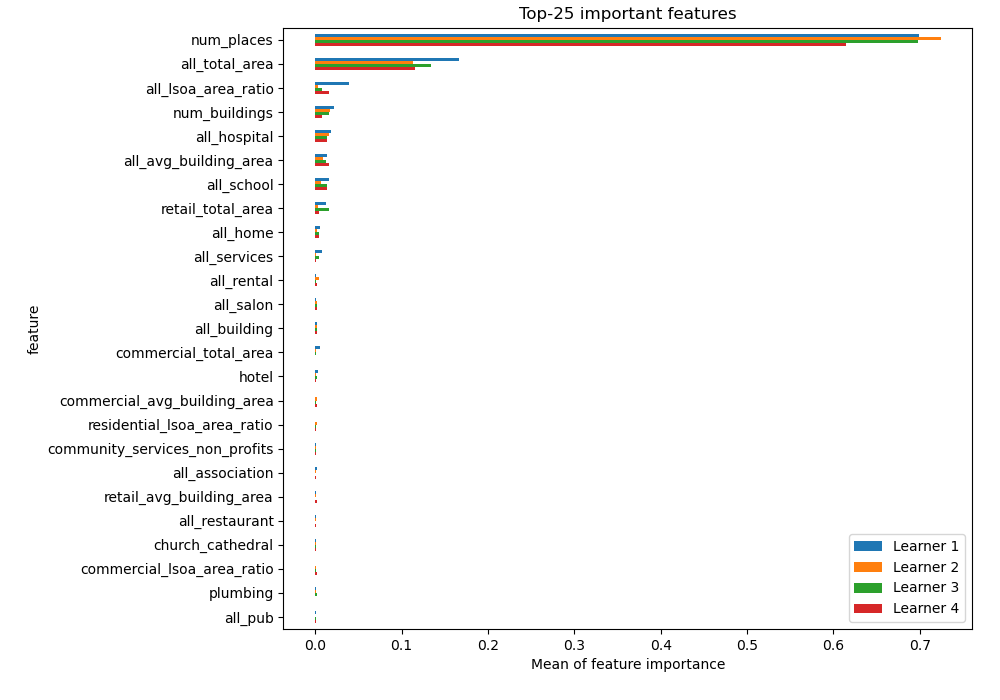 Top-25 important features
feature
num_places
all_total_area
all_lsoa_area_ratio
num_buildings
all_hospital
all_avg_building_area
all_school
retail_total_area
all_home
all_services
all_rental
all_salon
all_building
commercial_total_area
hotel
commercial_avg_building_area
residential_lsoa_area_ratio
community_services_non_profits
all_association
retail_avg_building_area
all_restaurant
church_cathedral
commercial_lsoa_area_ratio
plumbing
all_pub
Learner 1
Learner 2
Learner 3
Learner 4
0.0 0.1 0.2 0.3 0.4 0.5 0.6 0.7
Mean of feature importance